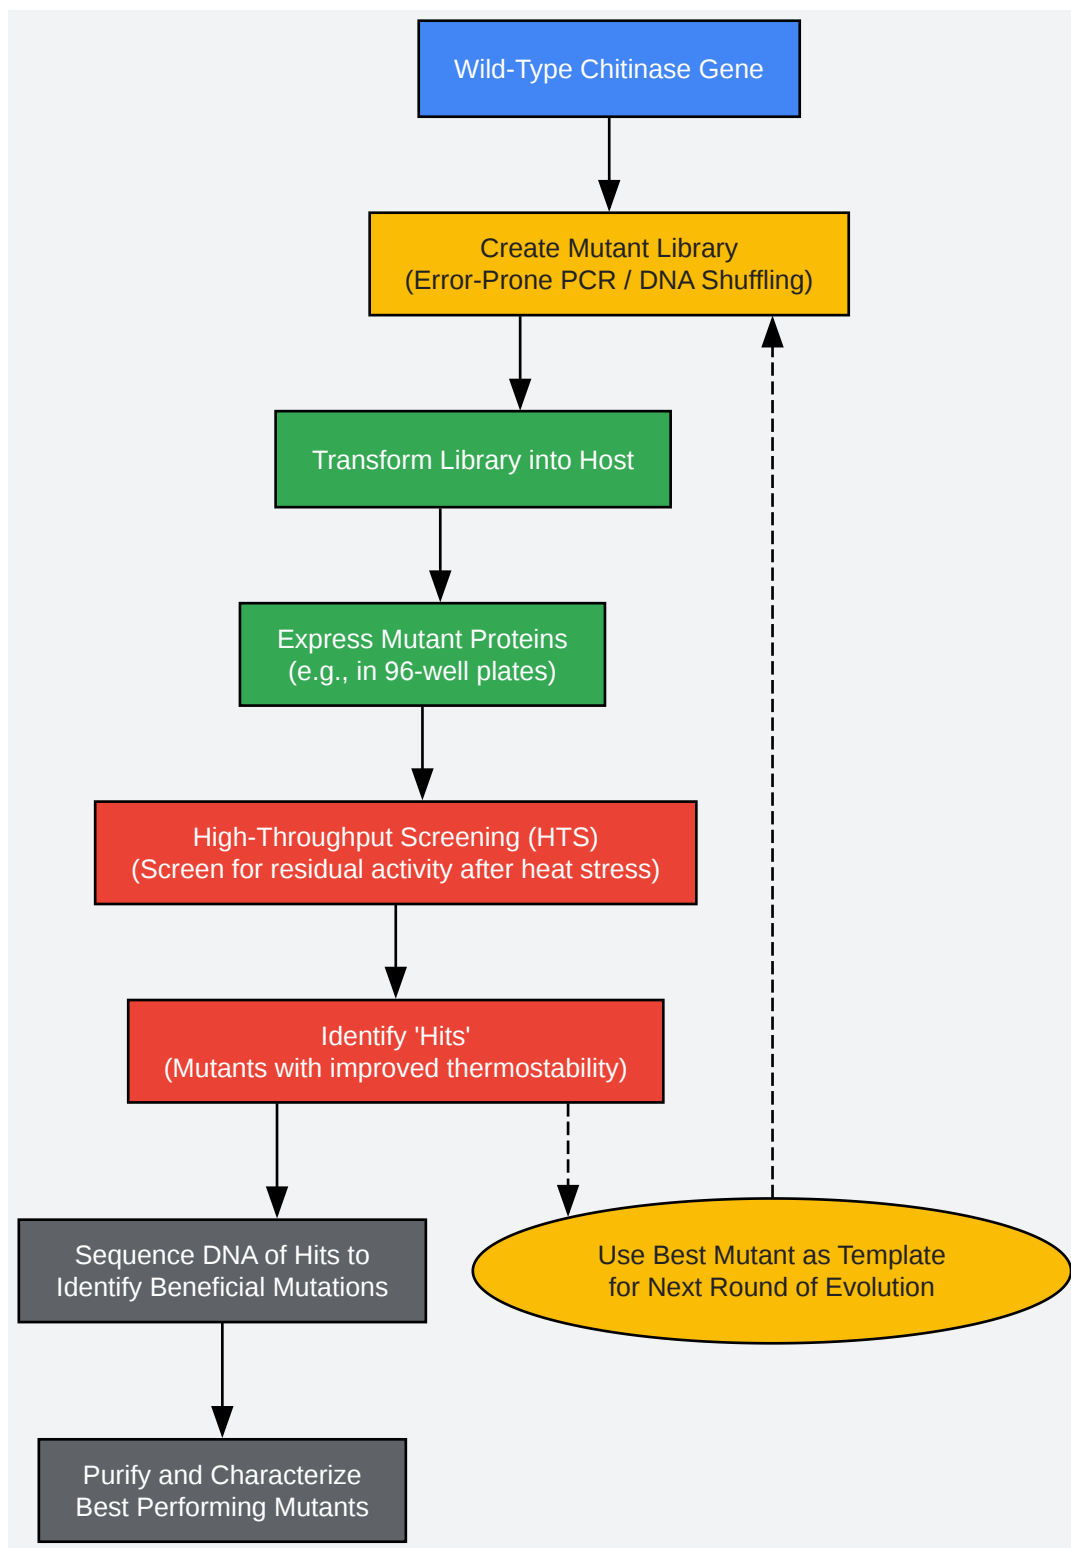 Wild-Type Chitinase Gene
Create Mutant Library
(Error-Prone PCR / DNA Shuffling)
Transform Library into Host
Express Mutant Proteins
(e.g., in 96-well plates)
High-Throughput Screening (HTS)
(Screen for residual activity after heat stress)
Identify 'Hits'
(Mutants with improved thermostability)
Sequence DNA of Hits to
Identify Beneficial Mutations
Use Best Mutant as Template
for Next Round of Evolution
Purify and Characterize
Best Performing Mutants